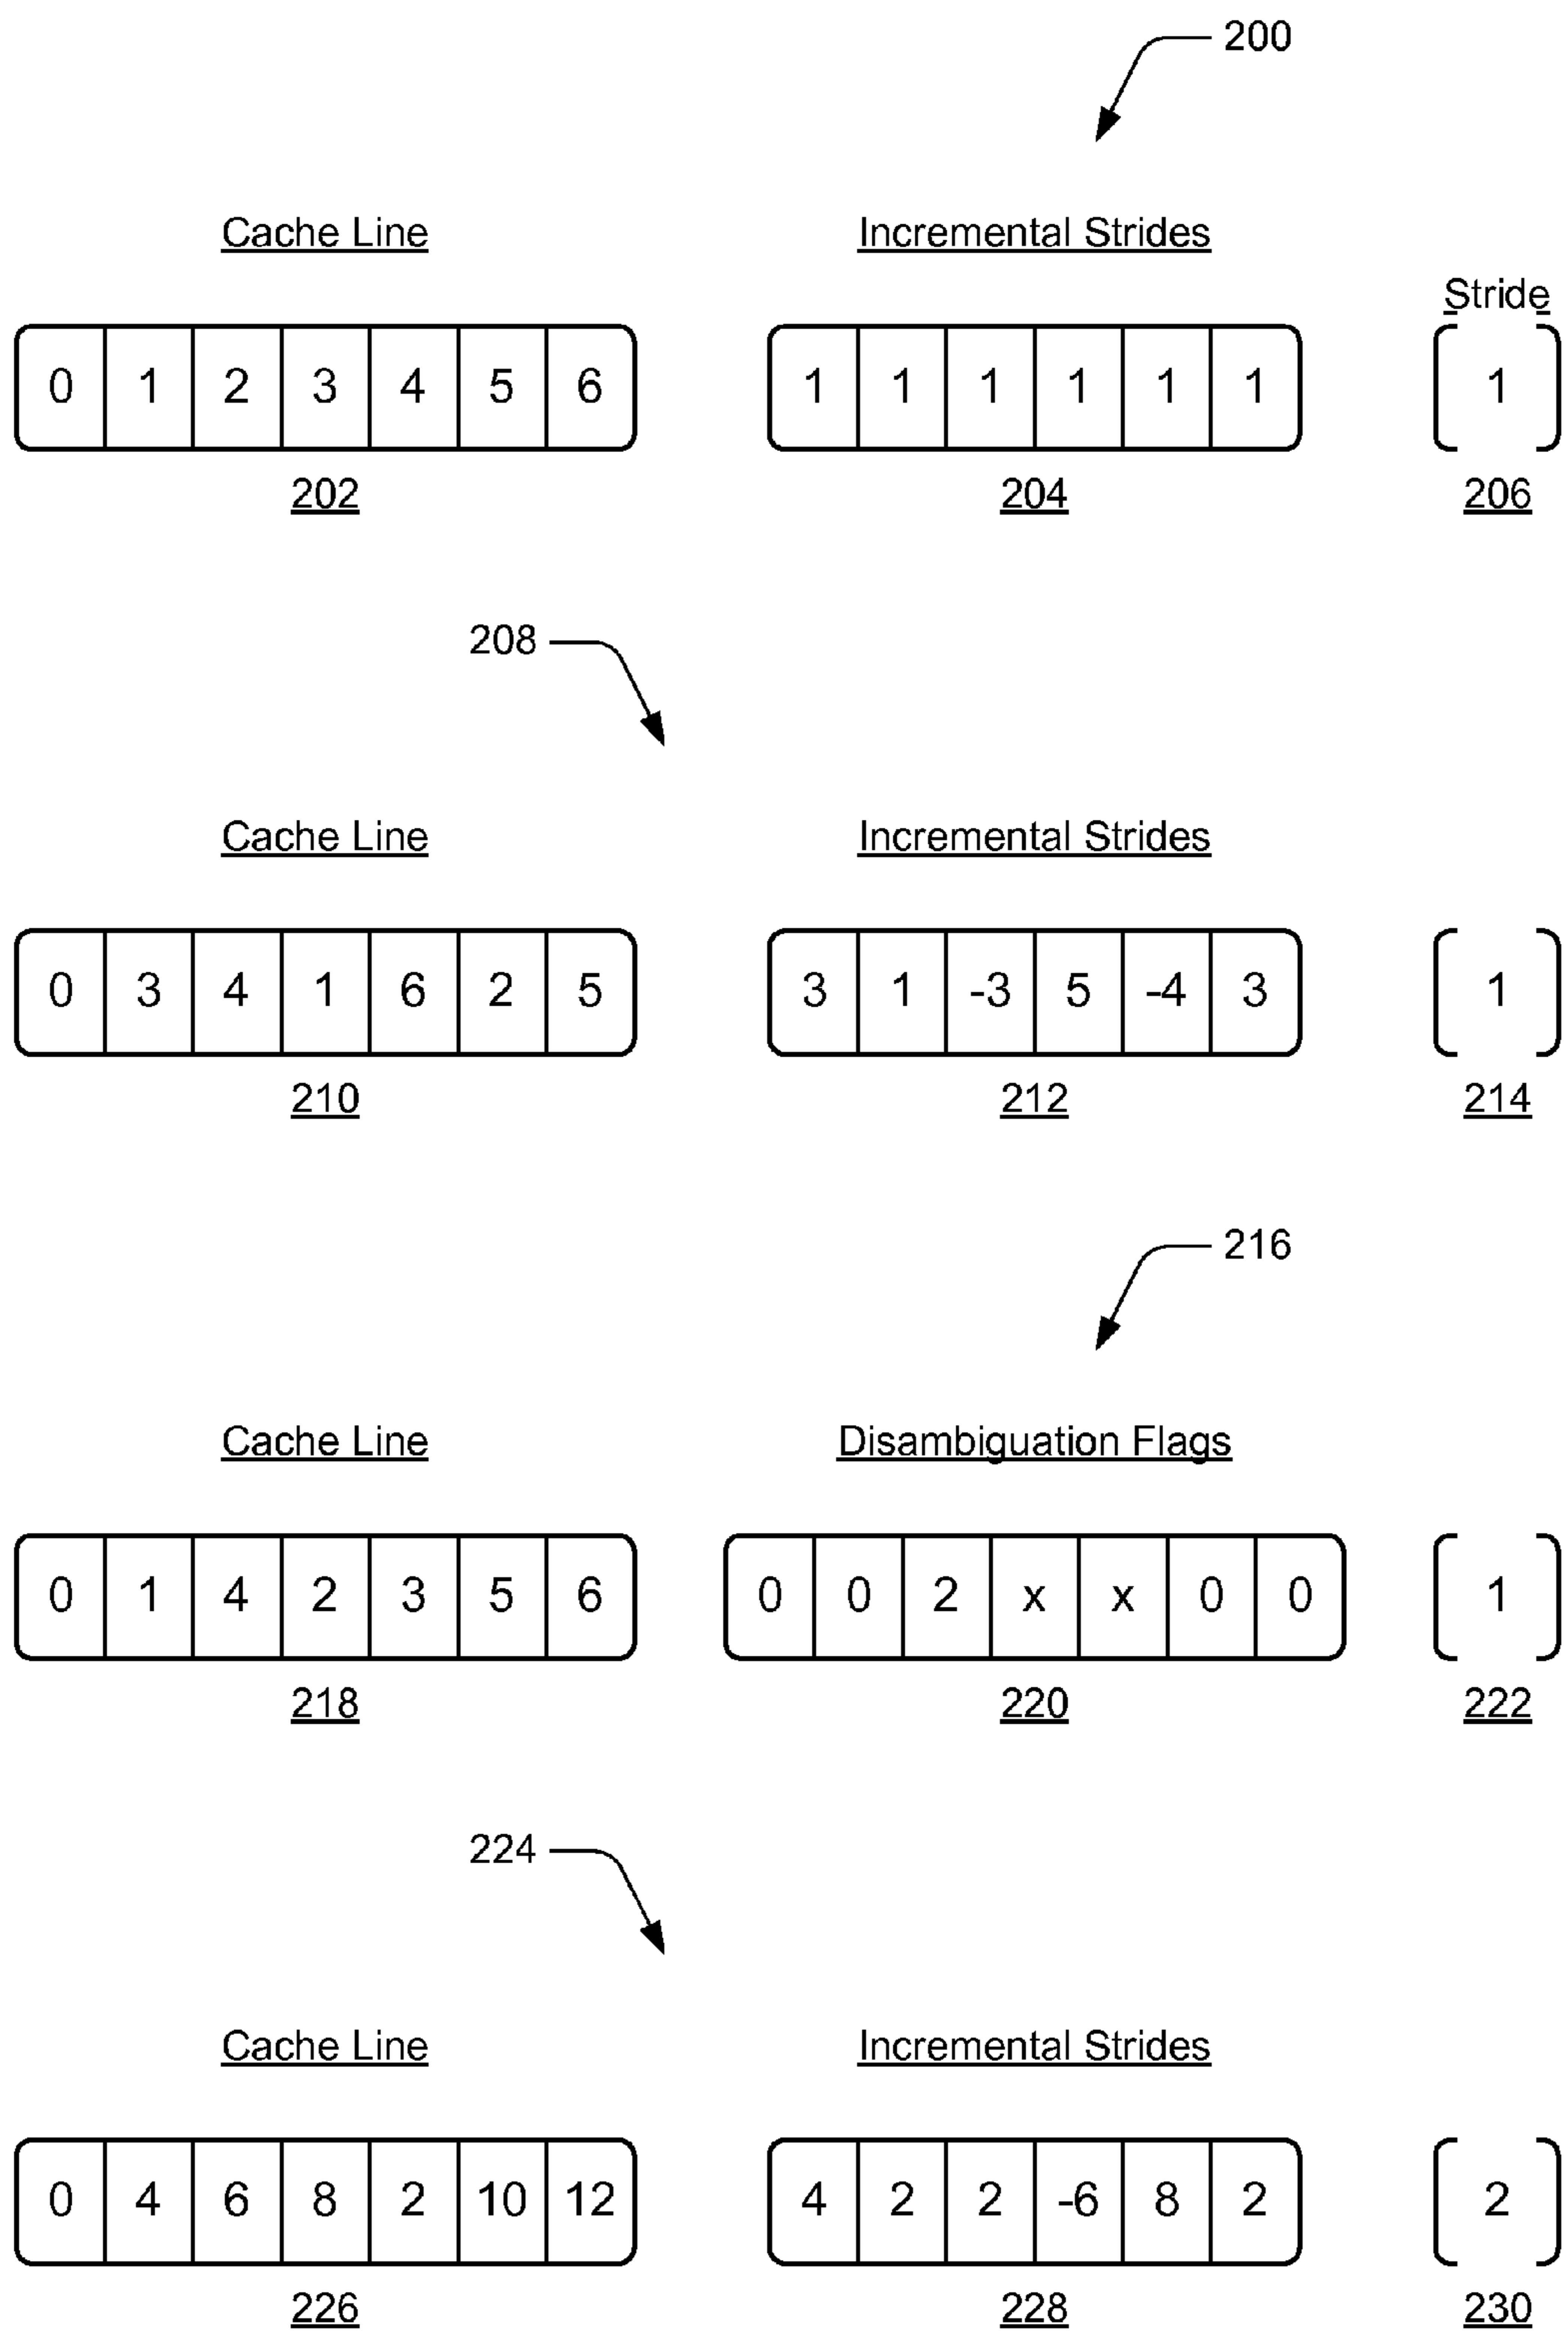 200
Cache Line Incremental Strides
Stride
0 1 2 3 4 5 6 1 1 1 1 1 1 1
202 204 206
208
Cache Line Incremental Strides
0 3 4 1 6 2 5 3 1 -3 5 -4 3 1
210 212 214
216
Cache Line Disambiguation Flags
0 1 4 2 3 5 6 0 0 2 x x 0 0 1
218 220 222
224
Cache Line Incremental Strides
0 4 6 8 2 10 12 4 2 2 -6 8 2 2
226 228 230